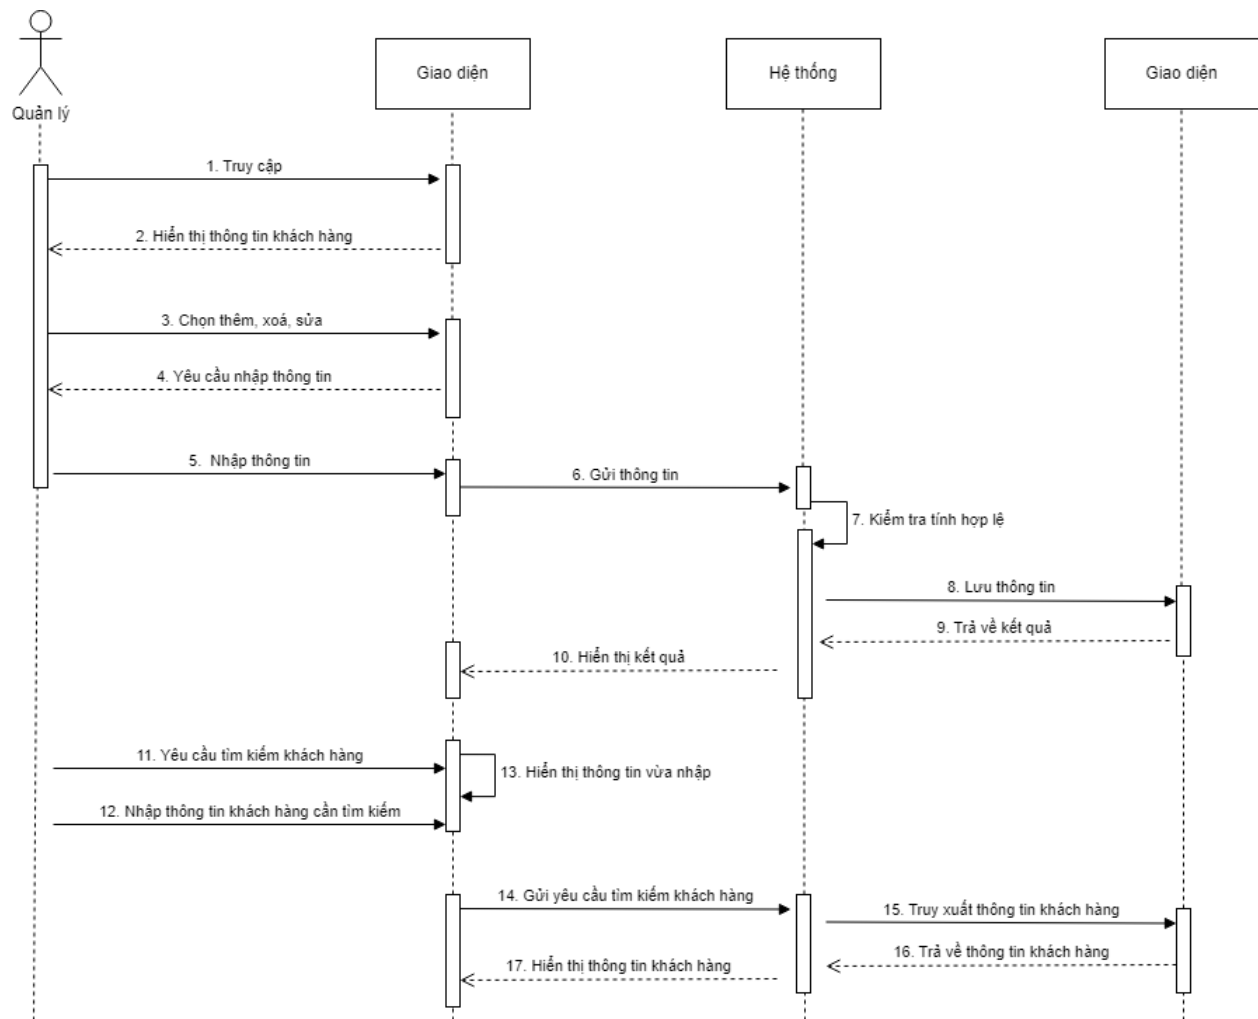 Quản lý
Giao diện
Hệ thống
Giao diện
1. Truy cập
2. Hiển thị thông tin khách hàng
3. Chọn thêm, xoá, sửa
4. Yêu cầu nhập thông tin
5. Nhập thông tin
6. Gửi thông tin
7. Kiểm tra tính hợp lệ
8. Lưu thông tin
9. Trả về kết quả
10. Hiển thị kết quả
11. Yêu cầu tìm kiếm khách hàng
13. Hiển thị thông tin vừa nhập
12. Nhập thông tin khách hàng cần tìm kiếm
14. Gửi yêu cầu tìm kiếm khách hàng
15. Truy xuất thông tin khách hàng
16. Trả về thông tin khách hàng
17. Hiển thị thông tin khách hàng